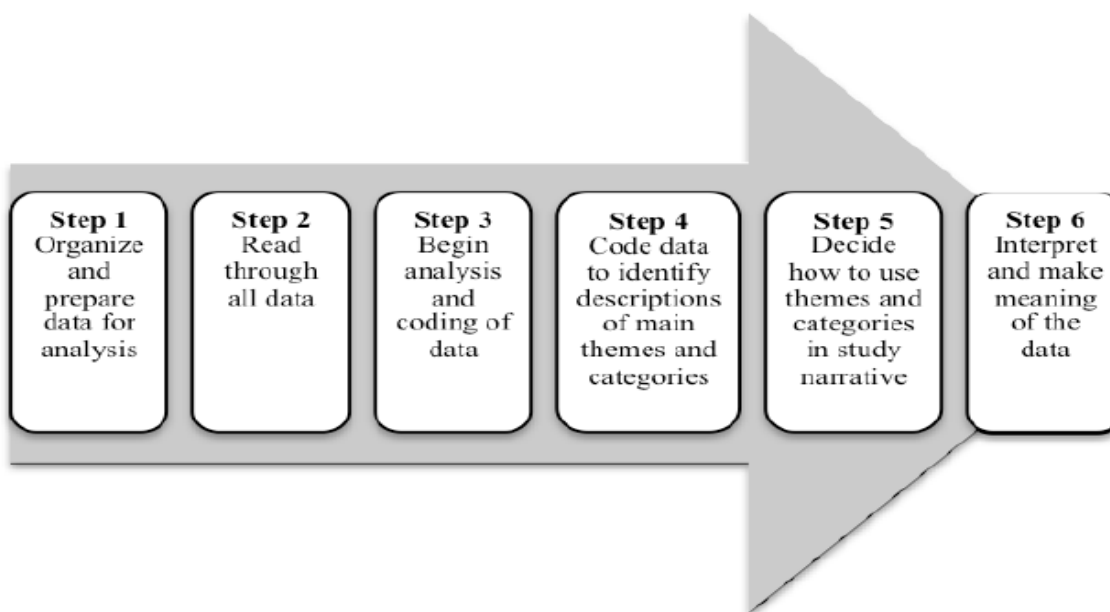 Step 1
Organize
and
prepare
data for
analysis
Step 2
Read
through
all data
Step 3
Begin
analysis
and
coding of
data
Step 4
Code data
to identify
descriptions
of main
themes and
categories
Step 5
Decide
how to use
themes and
categories
in study
narrative
Step 6
Interpret
and make
meaning
of the
data